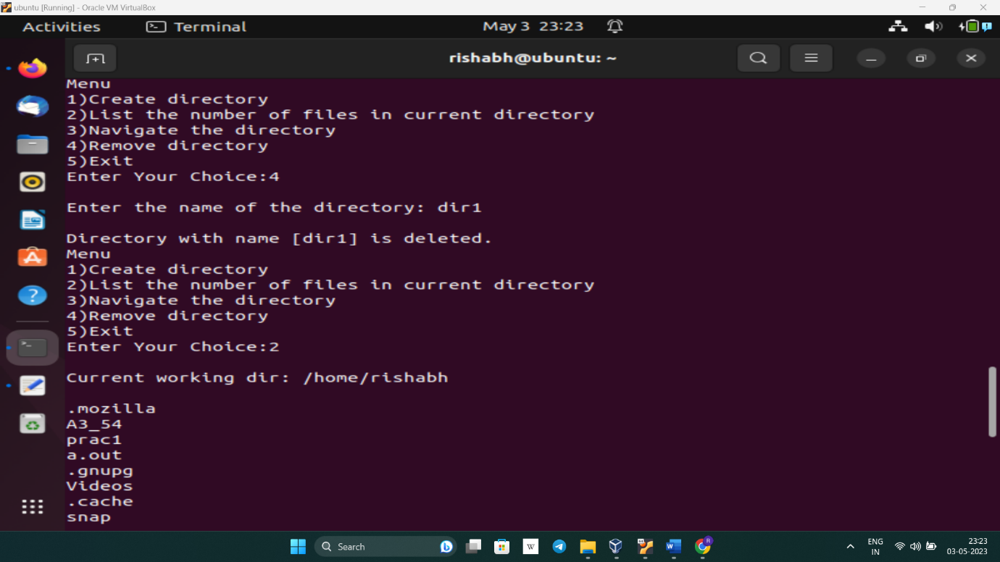 ubuntu [Running] - Oracle VM VirtualBox
Activities Terminal May 3 23:23
rishabh@ubuntu: ~
Menu
1)Create directory
2)List the number of files in current directory
3)Navigate the directory
4)Remove directory
5)Exit
Enter Your Choice:4
Enter the name of the directory: dir1
Directory with name [dir1] is deleted.
Menu
1)Create directory
2)List the number of files in current directory
3)Navigate the directory
4)Remove directory
5)Exit
Enter Your Choice:2
Current working dir: /home/rishabh
.mozilla
A3_54
prac1
a.out
.gnupg
Videos
.cache
snap
Search
ENG
IN
23:23
03-05-2023